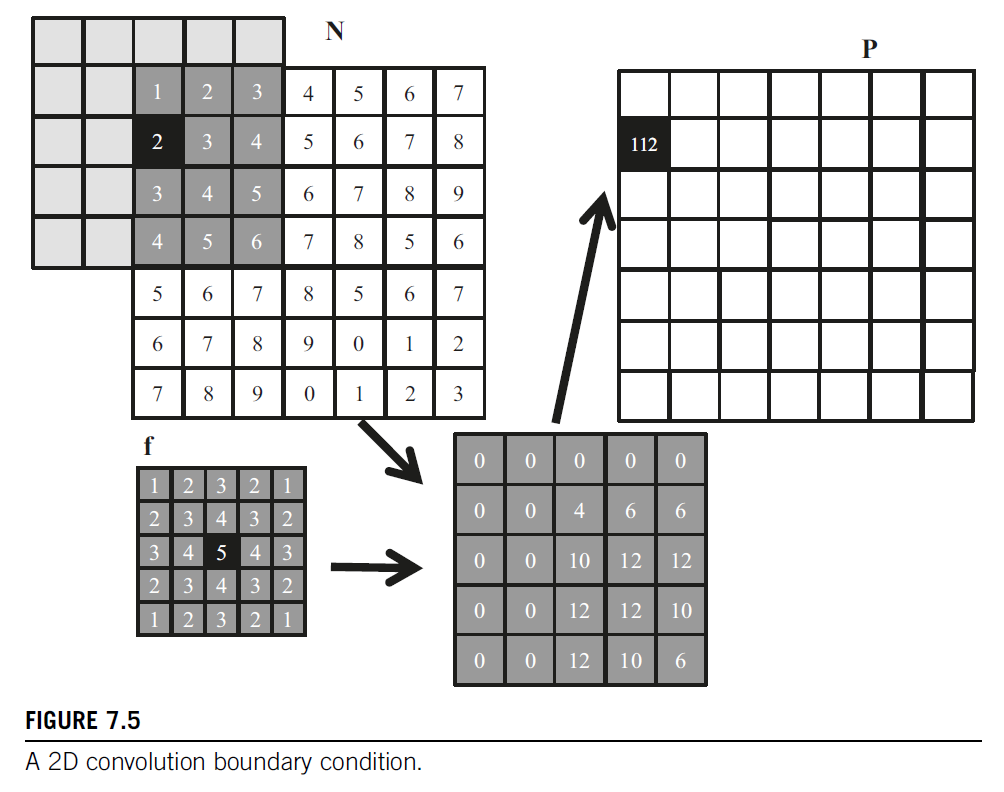 N
P
1 2 3 4 5 6 7
2 3 4 5 6 7 8
112
3 4 5 6 7 8 9
4 5 6 7 8 5 6
5 6 7 8 5 6 7
6 7 8 9 0 1 2
7 8 9 0 1 2 3
f
1 2 3 2 1
2 3 4 3 2
3 4 5 4 3
2 3 4 3 2
1 2 3 2 1
0 0 0 0 0
0 0 4 6 6
0 0 10 12 12
0 0 12 12 10
0 0 12 10 6
FIGURE 7.5
A 2D convolution boundary condition.